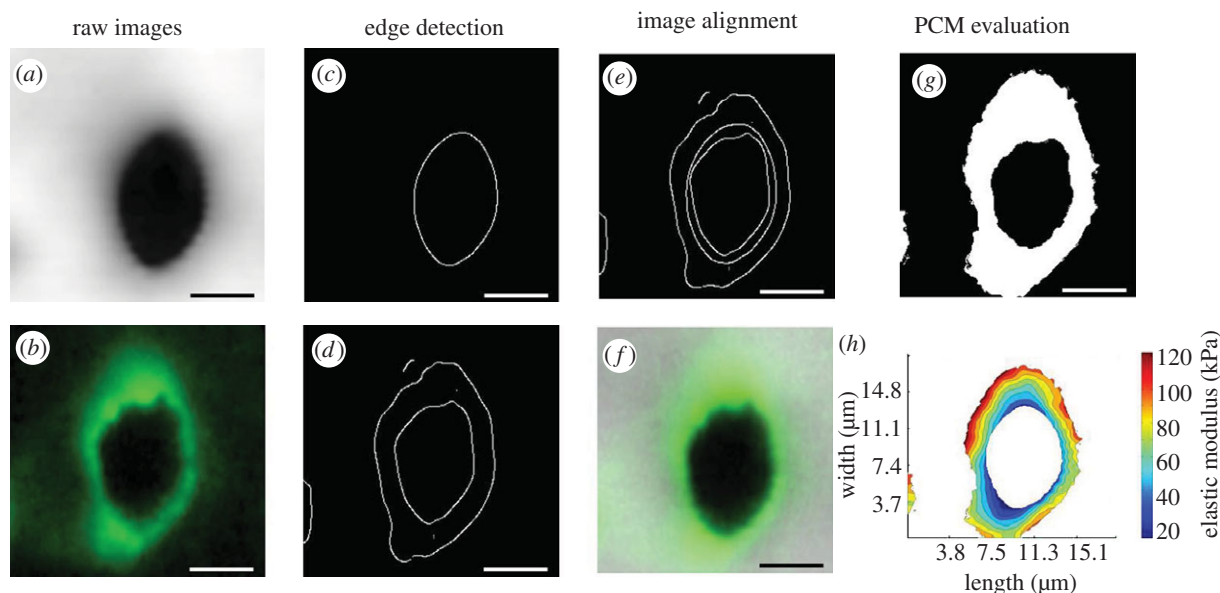 raw images
edge detection
image alignment
PCM evaluation
(a)
(c)
(e)
(g)
(b)
(d)
(f)
(h)
14.8
11.1
7.4
3.7
width (µm)
3.8 7.5 11.3 15.1
length (µm)
120
100
80
60
40
20
elastic modulus (kPa)